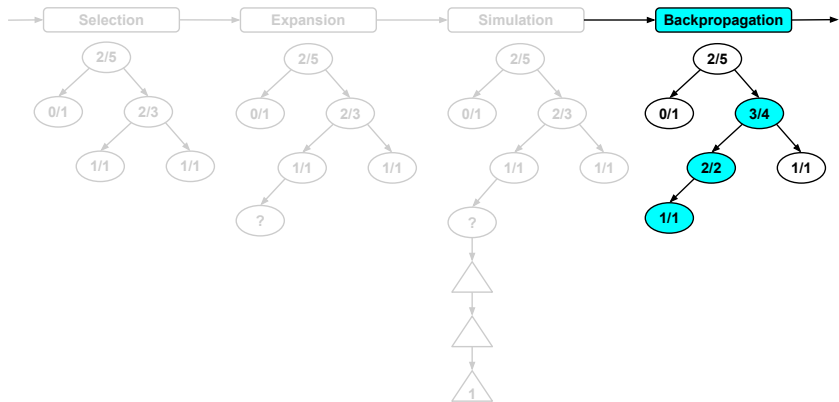 Selection Expansion Simulation Backpropagation
2/5 2/5 2/5 2/5
0/1 2/3 0/1 2/3 0/1 2/3 0/1 3/4
1/1 1/1 1/1 1/1 1/1 1/1 2/2 1/1
? ? 1/1
1